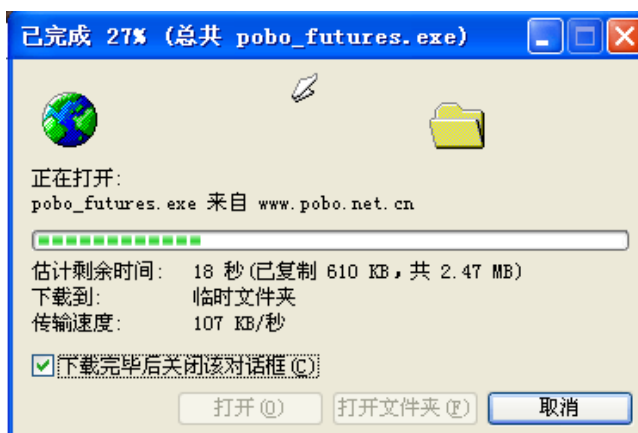 已完成 27% (总共 pobo_futures.exe)
正在打开:
pobo_futures.exe 来自 www.pobo.net.cn
估计剩余时间: 18 秒(已复制 610 KB，共 2.47 MB)
下载到: 临时文件夹
传输速度: 107 KB/秒
下载完毕后关闭该对话框(C)
打开(O) 打开文件夹(F) 取消